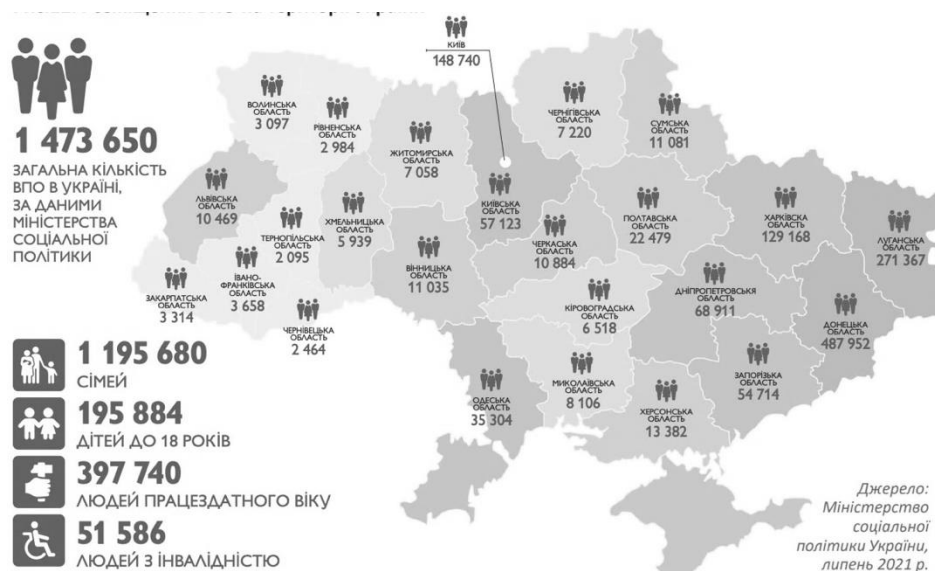 КИЇВ
148 740
1 473 650
ЗАГАЛЬНА КІЛЬКІСТЬ
ВПО В УКРАЇНІ,
ЗА ДАНИМИ
МІНІСТЕРСТВА
СОЦІАЛЬНОЇ
ПОЛІТИКИ
ВОЛИНСЬКА
ОБЛАСТЬ
3 097
РІВНЕНСЬКА
ОБЛАСТЬ
2 984
ЖИТОМИРСЬКА
ОБЛАСТЬ
7 058
ЧЕРНІГІВСЬКА
ОБЛАСТЬ
7 220
СУМСЬКА
ОБЛАСТЬ
11 081
ЛЬВІВСЬКА
ОБЛАСТЬ
10 469
ТЕРНОПІЛЬСЬКА
ОБЛАСТЬ
2 095
ХМЕЛЬНИЦЬКА
ОБЛАСТЬ
5 939
КИЇВСЬКА
ОБЛАСТЬ
57 123
ПОЛТАВСЬКА
ОБЛАСТЬ
22 479
ХАРКІВСКА
ОБЛАСТЬ
129 168
ЛУГАНСЬКА
ОБЛАСТЬ
271 367
ЧЕРКАСЬКА
ОБЛАСТЬ
10 884
ВІННИЦЬКА
ОБЛАСТЬ
11 035
ІВАНО-
ФРАНКІВСЬКА
ОБЛАСТЬ
3 658
ЗАКАРПАТСЬКА
ОБЛАСТЬ
3 314
ЧЕРНІВЕЦЬКА
ОБЛАСТЬ
2 464
КІРОВОГРАДСЬКА
ОБЛАСТЬ
6 518
ДНІПРОПЕТРОВСЬКЯ
ОБЛАСТЬ
68 911
ДОНЕЦЬКА
ОБЛАСТЬ
487 952
ЗАПОРІЗЬКА
ОБЛАСТЬ
54 714
МИКОЛАЇВСЬКА
ОБЛАСТЬ
8 106
ОДЕСЬКА
ОБЛАСТЬ
35 304
ХЕРСОНСЬКА
ОБЛАСТЬ
13 382
1 195 680
СІМЕЙ
195 884
ДІТЕЙ ДО 18 РОКІВ
397 740
ЛЮДЕЙ ПРАЦЕЗДАТНОГО ВІКУ
51 586
ЛЮДЕЙ З ІНВАЛІДНІСТЮ
Джерело:
Міністерство
соціальної
політики України,
липень 2021 р.